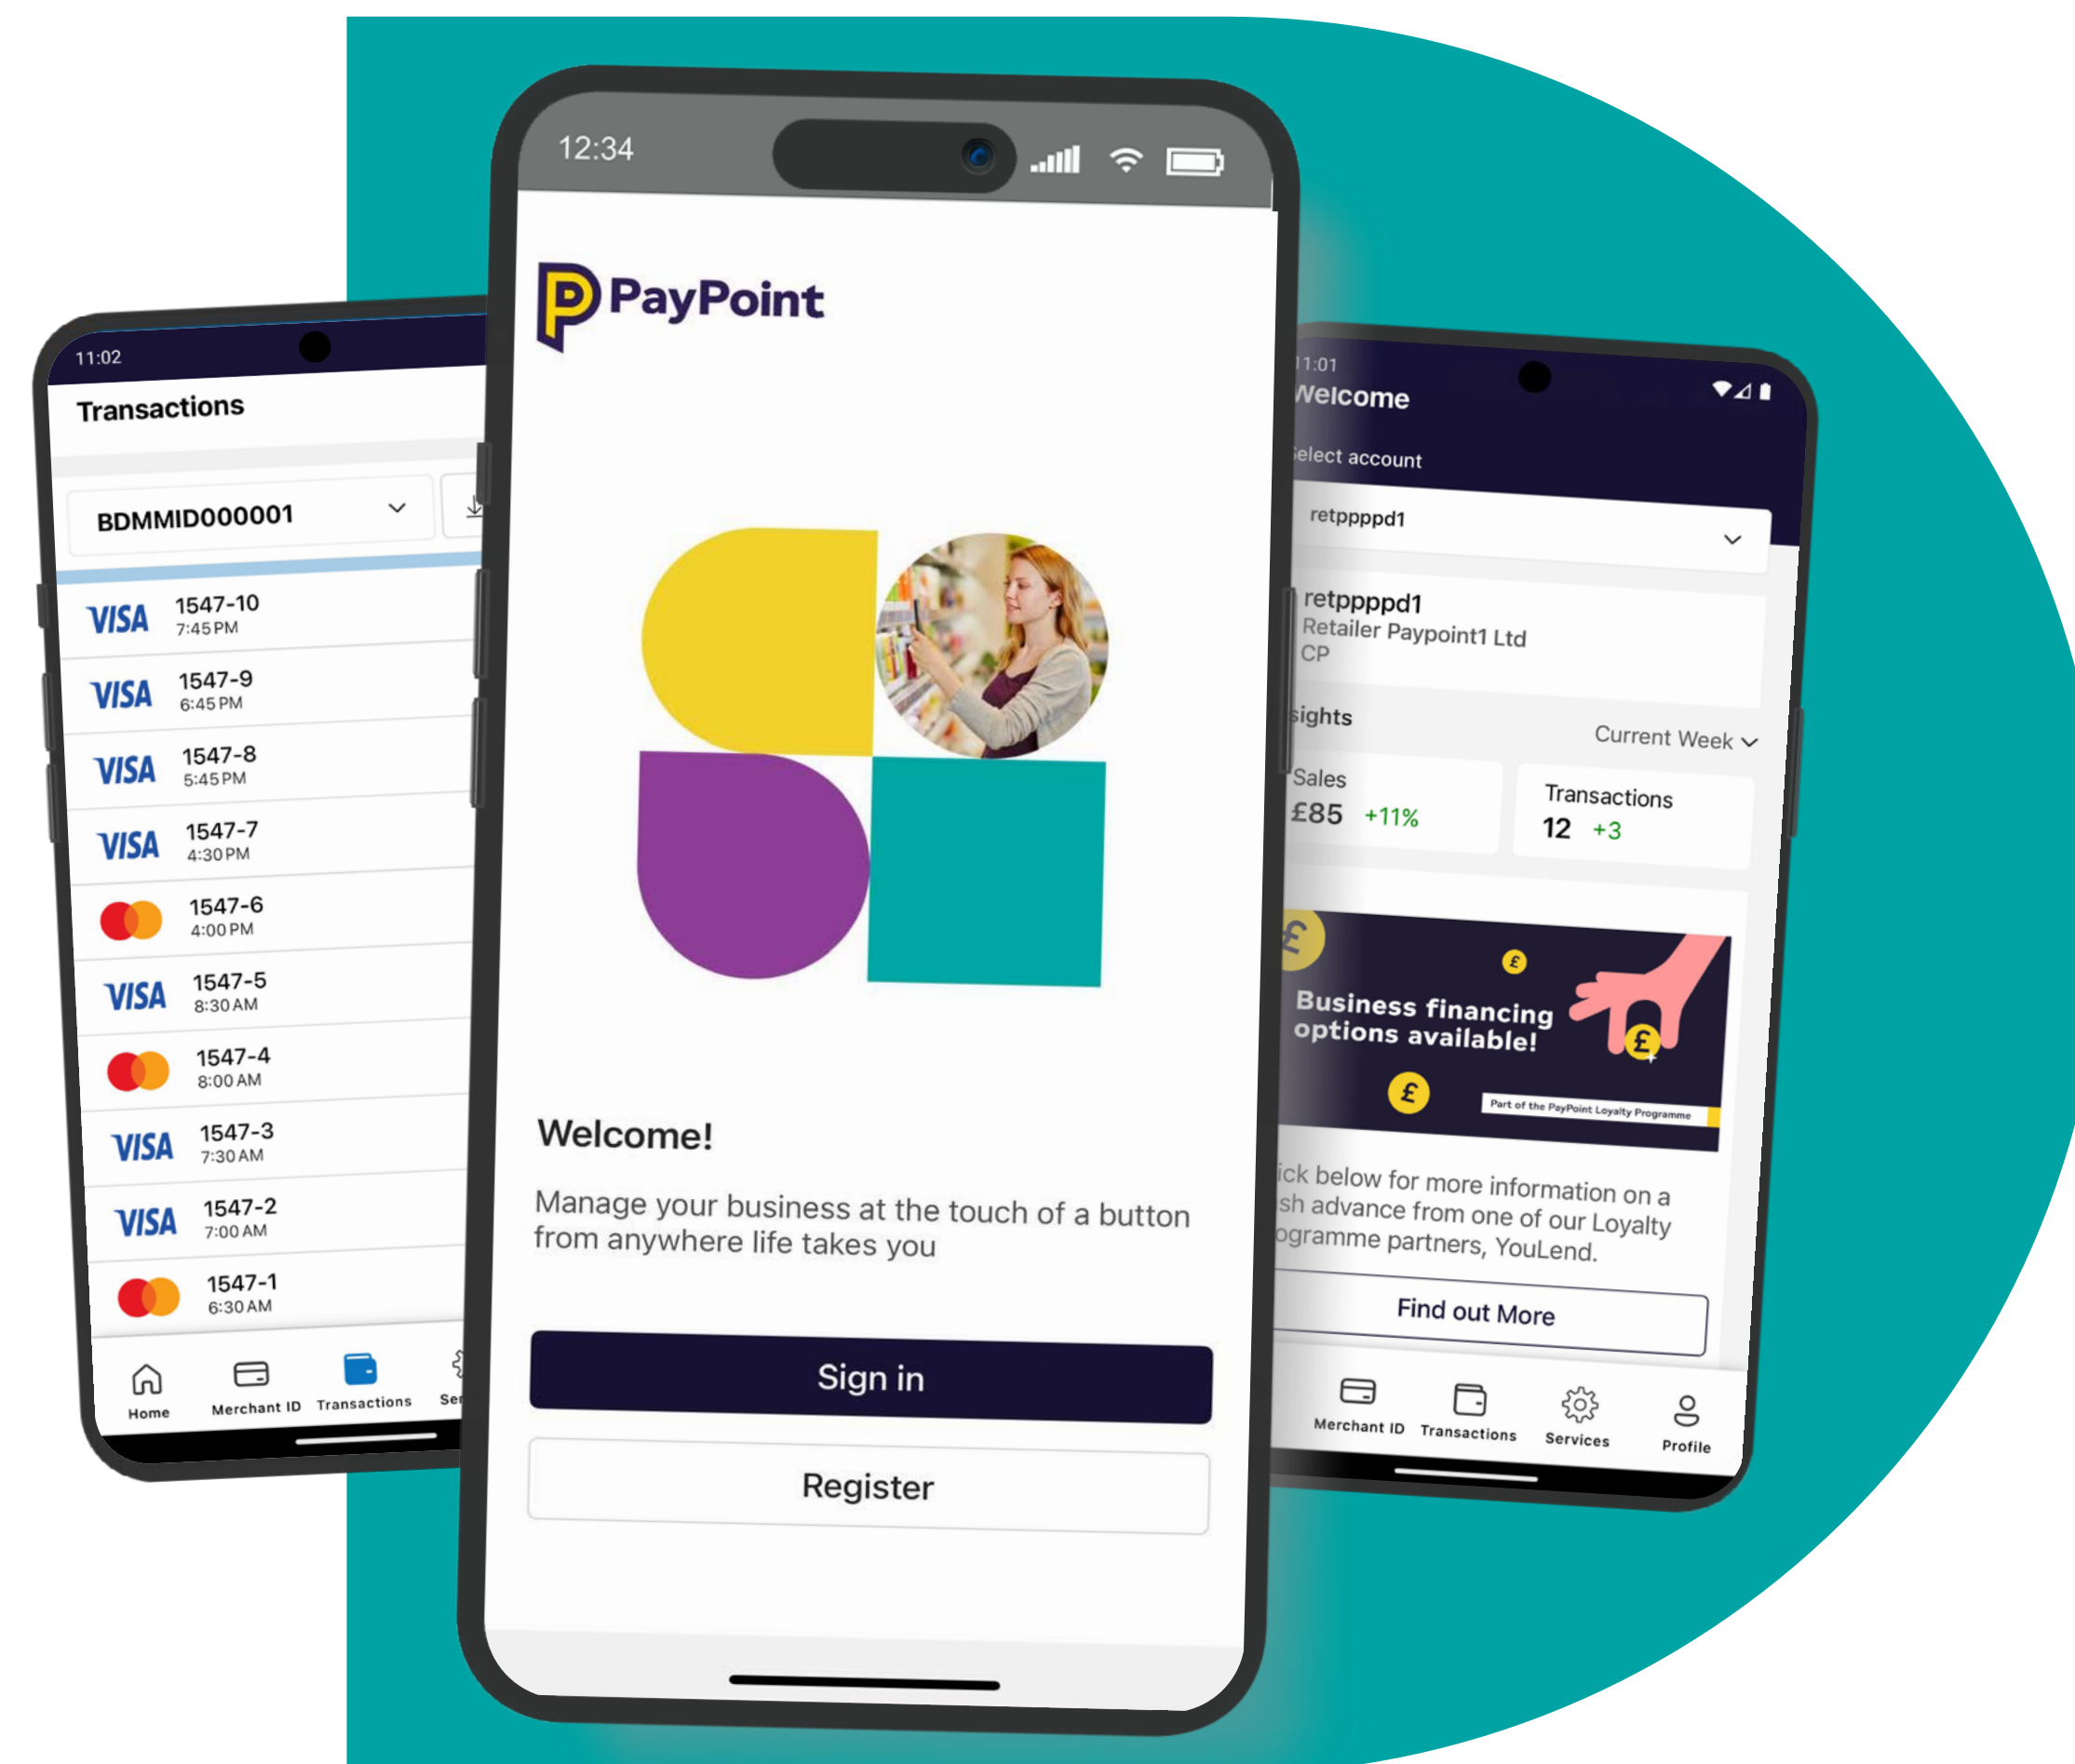 11:02
Transactions
BDMMID000001
VISA
1547-10
7:45 PM
VISA
1547-9
6:45 PM
VISA
1547-8
5:45 PM
VISA
1547-7
4:30 PM
1547-6
4:00 PM
VISA
1547-5
8:30 AM
1547-4
8:00 AM
VISA
1547-3
7:30 AM
VISA
1547-2
7:00 AM
1547-1
6:30 AM
Home
Merchant ID
Transactions
Ser
12:34
PayPoint
Welcome!
Manage your business at the touch of a button
from anywhere life takes you
Sign in
Register
11:01
Welcome
Select account
retppppd1
retppppd1
Retailer Paypoint1 Ltd
CP
sights
Current Week
Sales
£85 +11%
Transactions
12 +3
£
£
Business financing
options available!
£
£
Part of the PayPoint Loyalty Programme
ick below for more information on a
sh advance from one of our Loyalty
ogramme partners, YouLend.
Find out More
Merchant ID
Transactions
Services
Profile